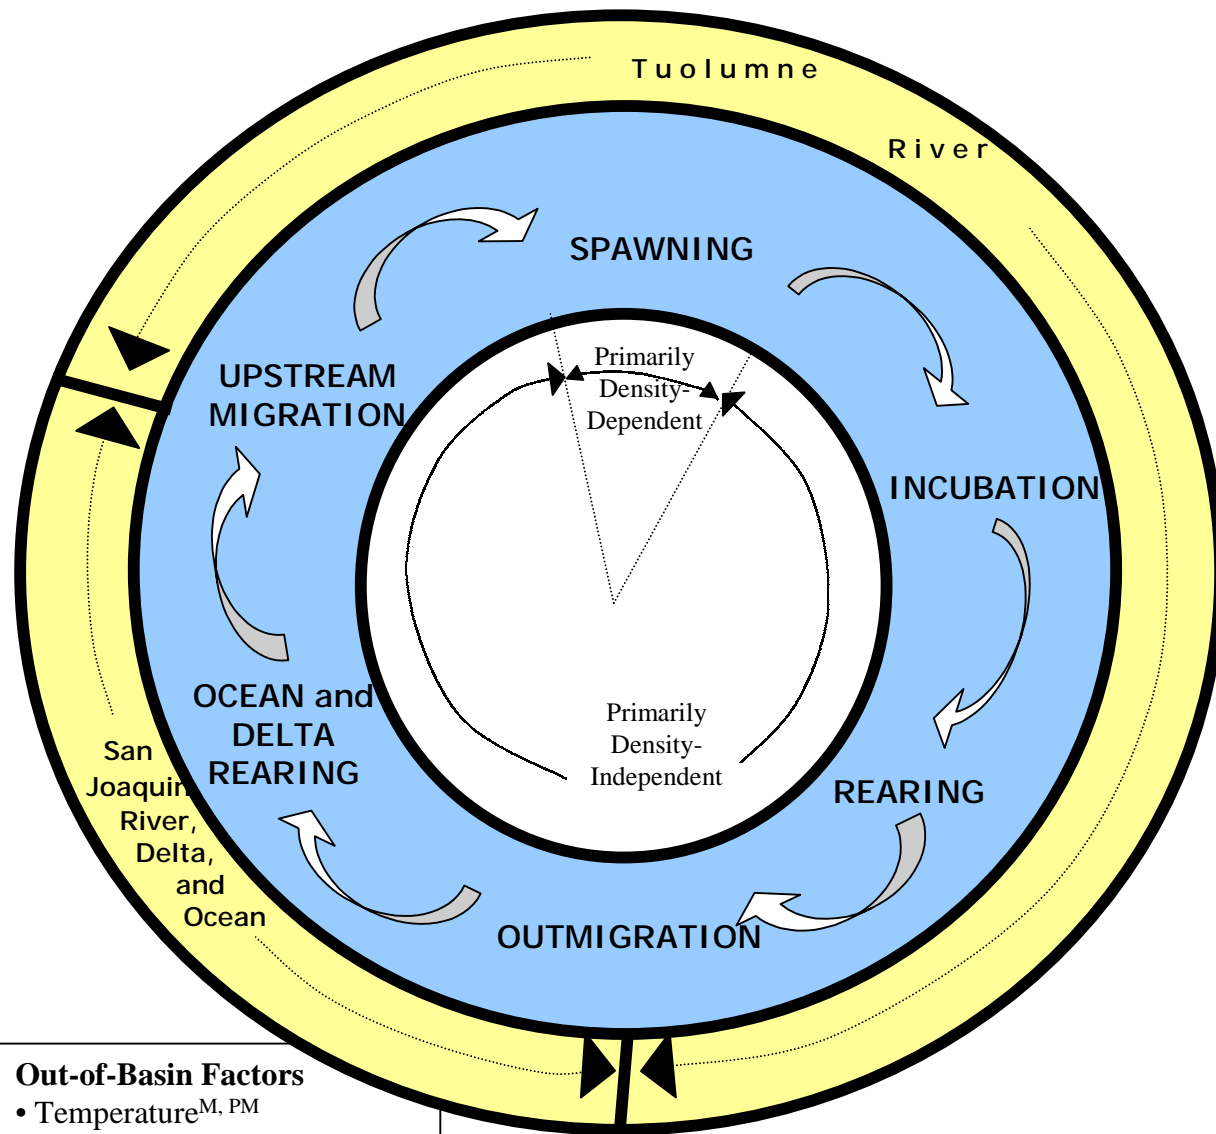 Tuolumne
River
SPAWNING
Primarily
Density-
Dependent
UPSTREAM
MIGRATION
INCUBATION
OCEAN and
DELTA
REARING
Primarily
Density-
Independent
San
Joaquin
River,
Delta,
and
Ocean
REARING
OUTMIGRATION
Out-of-Basin Factors
• Temperature^M, PM